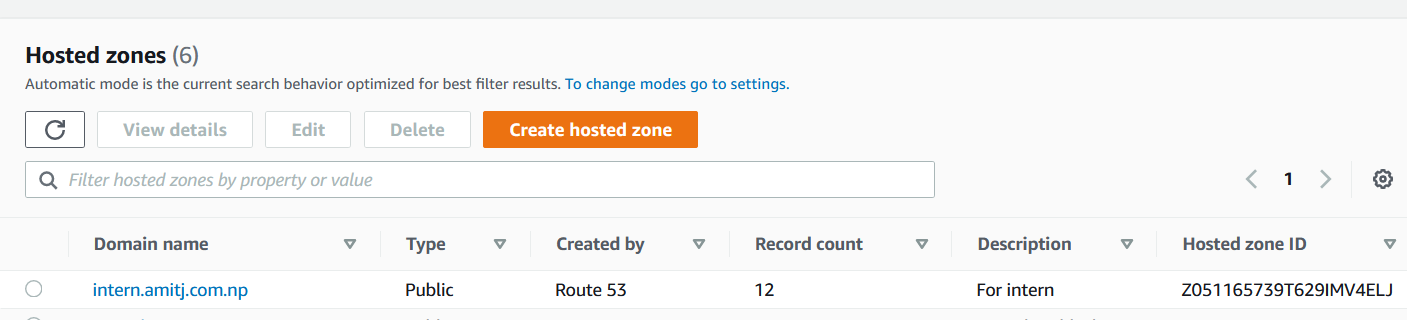 Hosted zones (6)
Automatic mode is the current search behavior optimized for best filter results. To change modes go to settings.
View details Edit Delete Create hosted zone
Filter hosted zones by property or value 1
Domain name Type Created by Record count Description Hosted zone ID
intern.amitj.com.np Public Route 53 12 For intern Z051165739T629IMV4ELJ